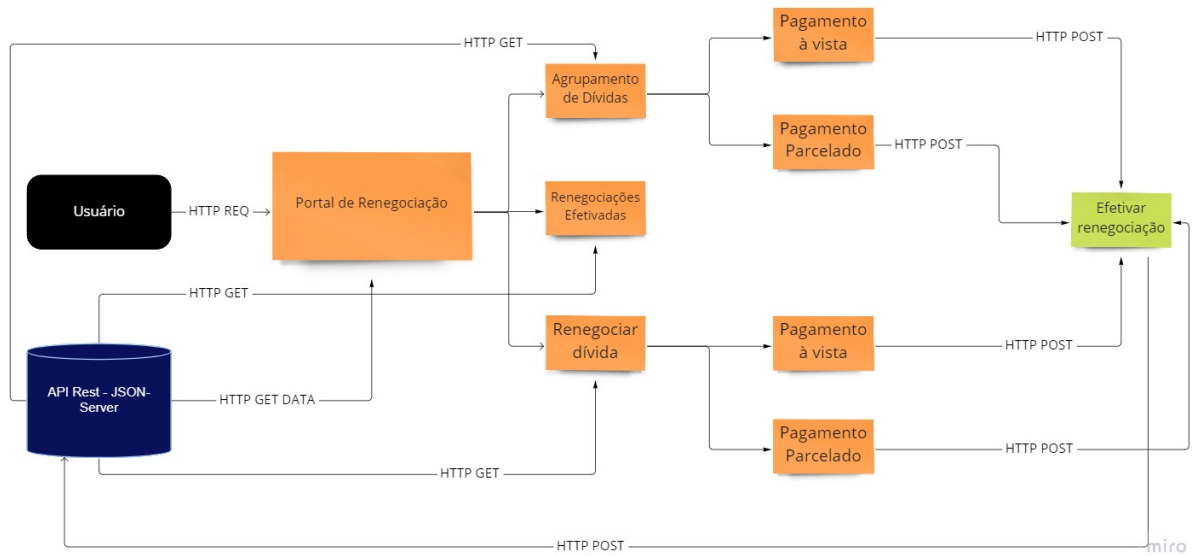 HTTP GET
Pagamento
à vista
HTTP POST
Agrupamento
de Dívidas
Pagamento
Parcelado
HTTP POST
Usuário
HTTP REQ
Portal de Renegociação
Renegociações
Efetivadas
Efetivar
renegociação
HTTP GET
Renegociar
dívida
Pagamento
à vista
HTTP POST
API Rest - JSON-
Server
HTTP GET DATA
Pagamento
Parcelado
HTTP POST
HTTP GET
HTTP POST
miro